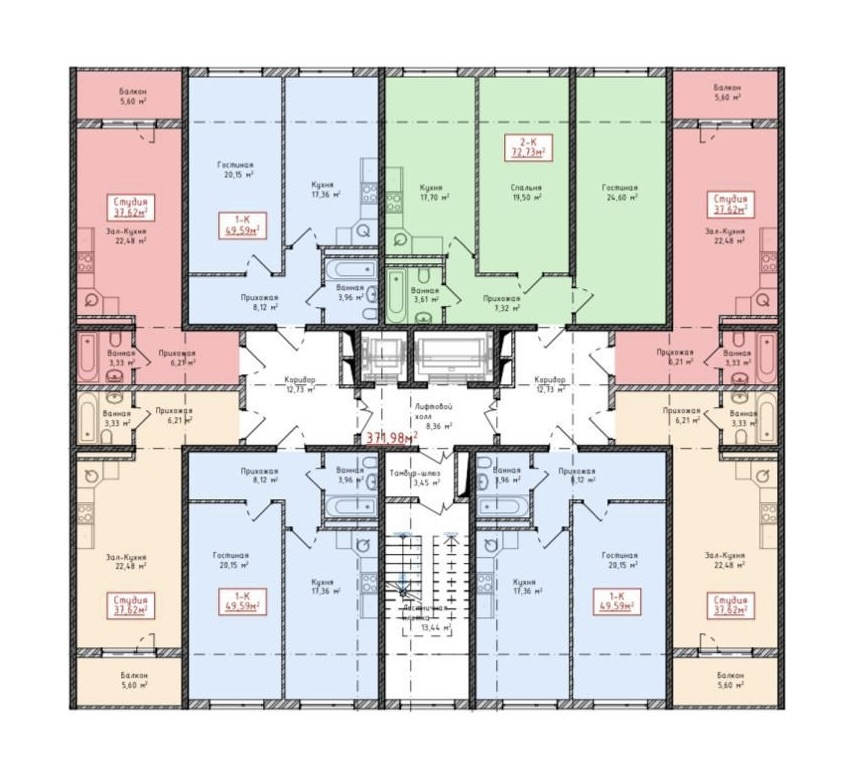 Балкон
5,60 м²
Студия
37,62м²
Зал-Кухня
22,48 м²
Ванная
3,33 м²
Прихожая
6,21 м²
Гостиная
20,15 м²
1-К
49,59м²
Кухня
17,36 м²
Прихожая
8,12 м²
Ванная
3,96 м²
Кухня
17,70 м²
2-К
72,73м²
Спальня
19,50 м²
Гостиная
24,60 м²
Ванная
3,61 м²
Прихожая
7,32 м²
Балкон
5,60 м²
Студия
37,62м²
Зал-Кухня
22,48 м²
Прихожая
6,21 м²
Ванная
3,33 м²
Коридор
12,73 м²
Лифтовой
холл
8,36 м²
371,98м²
Коридор
12,73 м²
Тамбур-шлюз
3,45 м²
Ванная
3,33 м²
Прихожая
6,21 м²
Зал-Кухня
22,48 м²
Студия
37,62м²
Балкон
5,60 м²
Прихожая
8,12 м²
Ванная
3,96 м²
Гостиная
20,15 м²
1-К
49,59м²
Кухня
17,36 м²
Лестничная
клетка
13,44 м²
Ванная
3,96 м²
Прихожая
8,12 м²
Кухня
17,36 м²
Гостиная
20,15 м²
1-К
49,59м²
Прихожая
6,21 м²
Ванная
3,33 м²
Зал-Кухня
22,48 м²
Студия
37,62м²
Балкон
5,60 м²